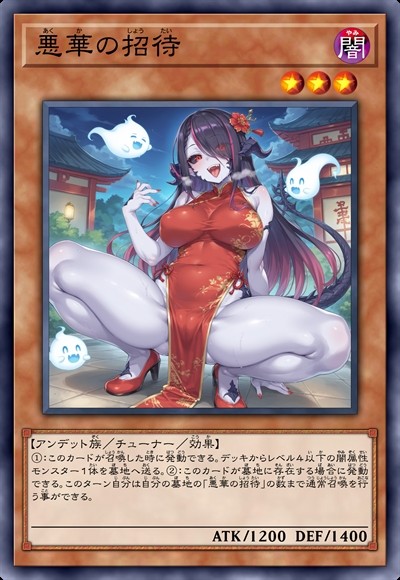 悪華の招待
闇
【アンデット族／チューナー／効果】
①:このカードが召喚した時に発動できる。デッキからレベル4以下の闇属性
モンスター1体を墓地へ送る。②:このカードが墓地に存在する場合に発動で
きる。このターン自分は自分の墓地の「悪華の招待」の数まで通常召喚を行
う事ができる。
ATK/1200 DEF/1400